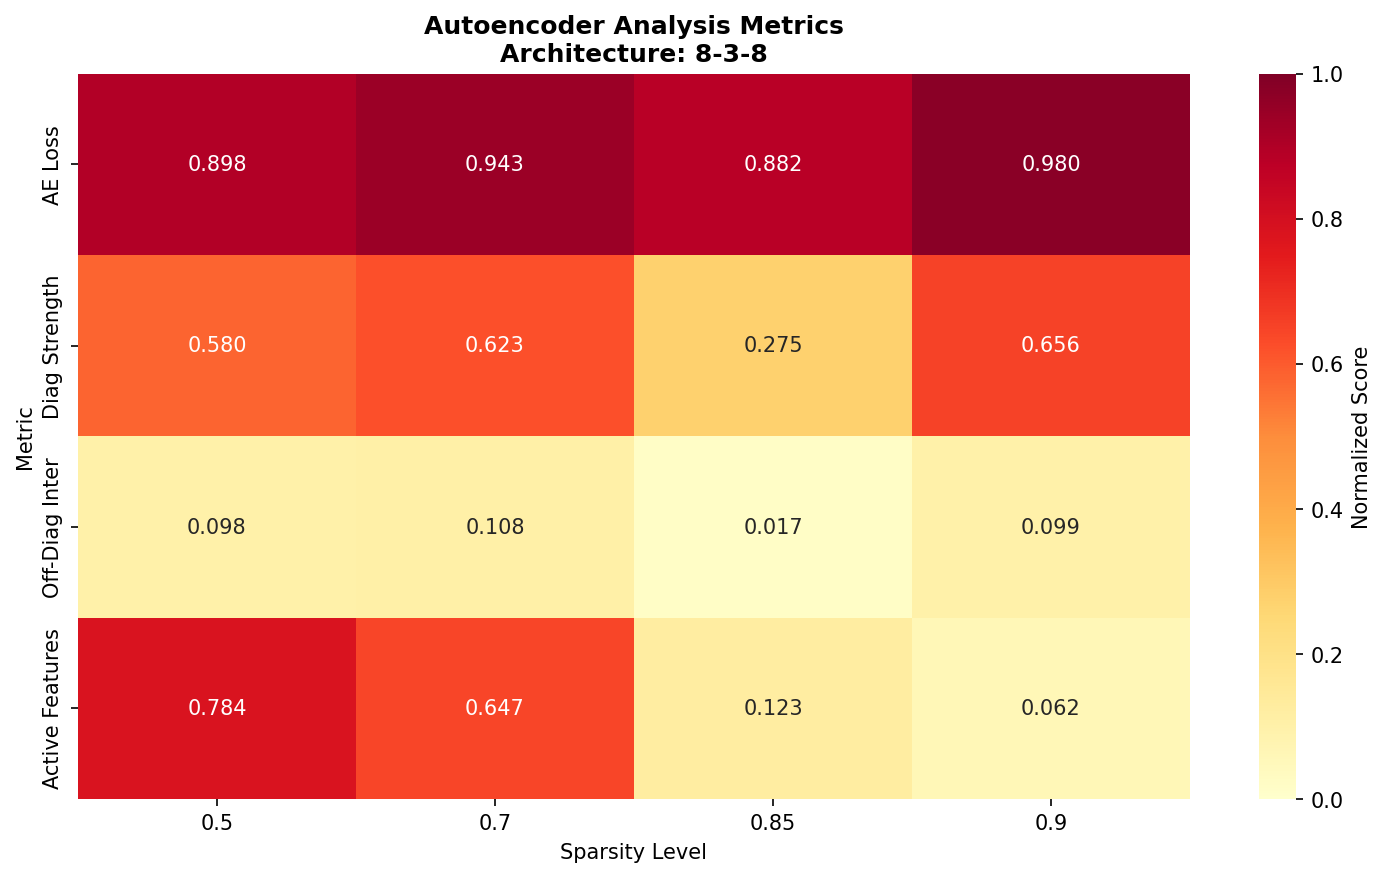 Autoencoder Analysis Metrics
Architecture: 8-3-8
Metric
AE Loss
0.898 0.943 0.882 0.980
Diag Strength
0.580 0.623 0.275 0.656
Off-Diag Inter
0.098 0.108 0.017 0.099
Active Features
0.784 0.647 0.123 0.062
0.5 0.7 0.85 0.9
Sparsity Level
1.0
0.8
0.6
0.4
0.2
0.0
Normalized Score